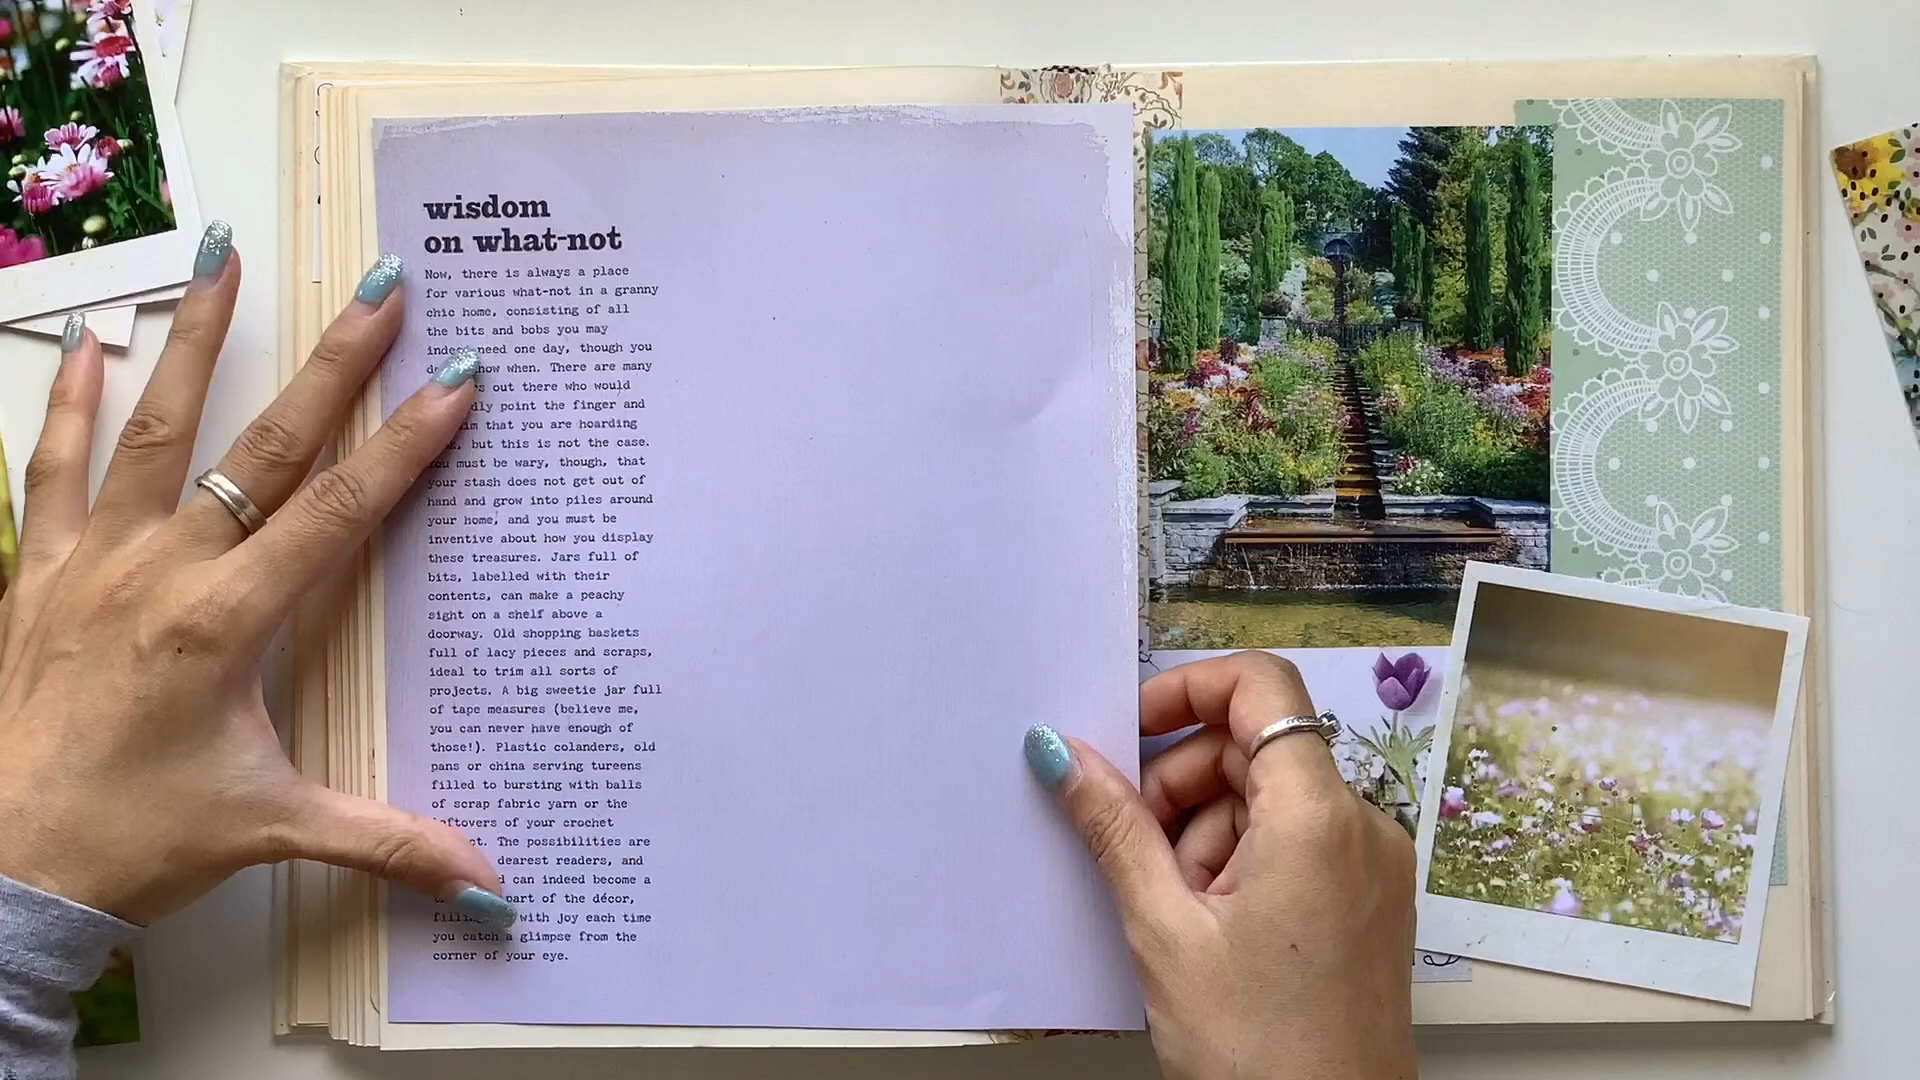 wisdom
on what-not
Now, there is always a place
for various what-not in a granny
chic home, consisting of all
the bits and bobs you may
indeed need one day, though you
how when. There are many
out there who would
point the finger and
that you are hoarding
but this is not the case.
You must be wary, though, that
your stash does not get out of
hand and grow into piles around
your home, and you must be
inventive about how you display
these treasures. Jars full of
bits, labelled with their
contents, can make a peachy
sight on a shelf above a
doorway. Old shopping baskets
full of lacy pieces and scraps,
ideal to trim all sorts of
projects. A big sweetie jar full
of tape measures (believe me,
you can never have enough of
those!). Plastic colanders, old
pans or china serving tureens
filled to bursting with balls
of scrap fabric yarn or the
leftovers of your crochet
The possibilities are
dearest readers, and
can indeed become a
part of the décor,
with joy each time
you catch a glimpse from the
corner of your eye.